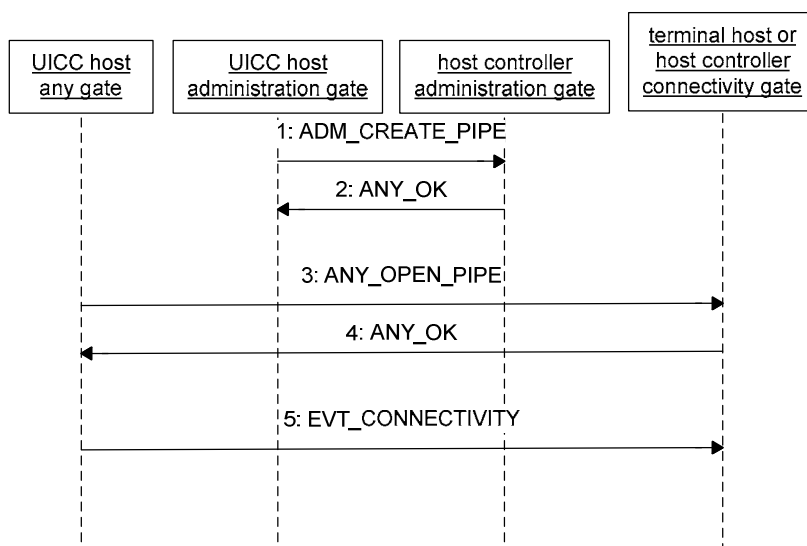 UICC host
any gate
UICC host
administration gate
host controller
administration gate
terminal host or
host controller
connectivity gate
1: ADM_CREATE_PIPE
2: ANY_OK
3: ANY_OPEN_PIPE
4: ANY_OK
5: EVT_CONNECTIVITY